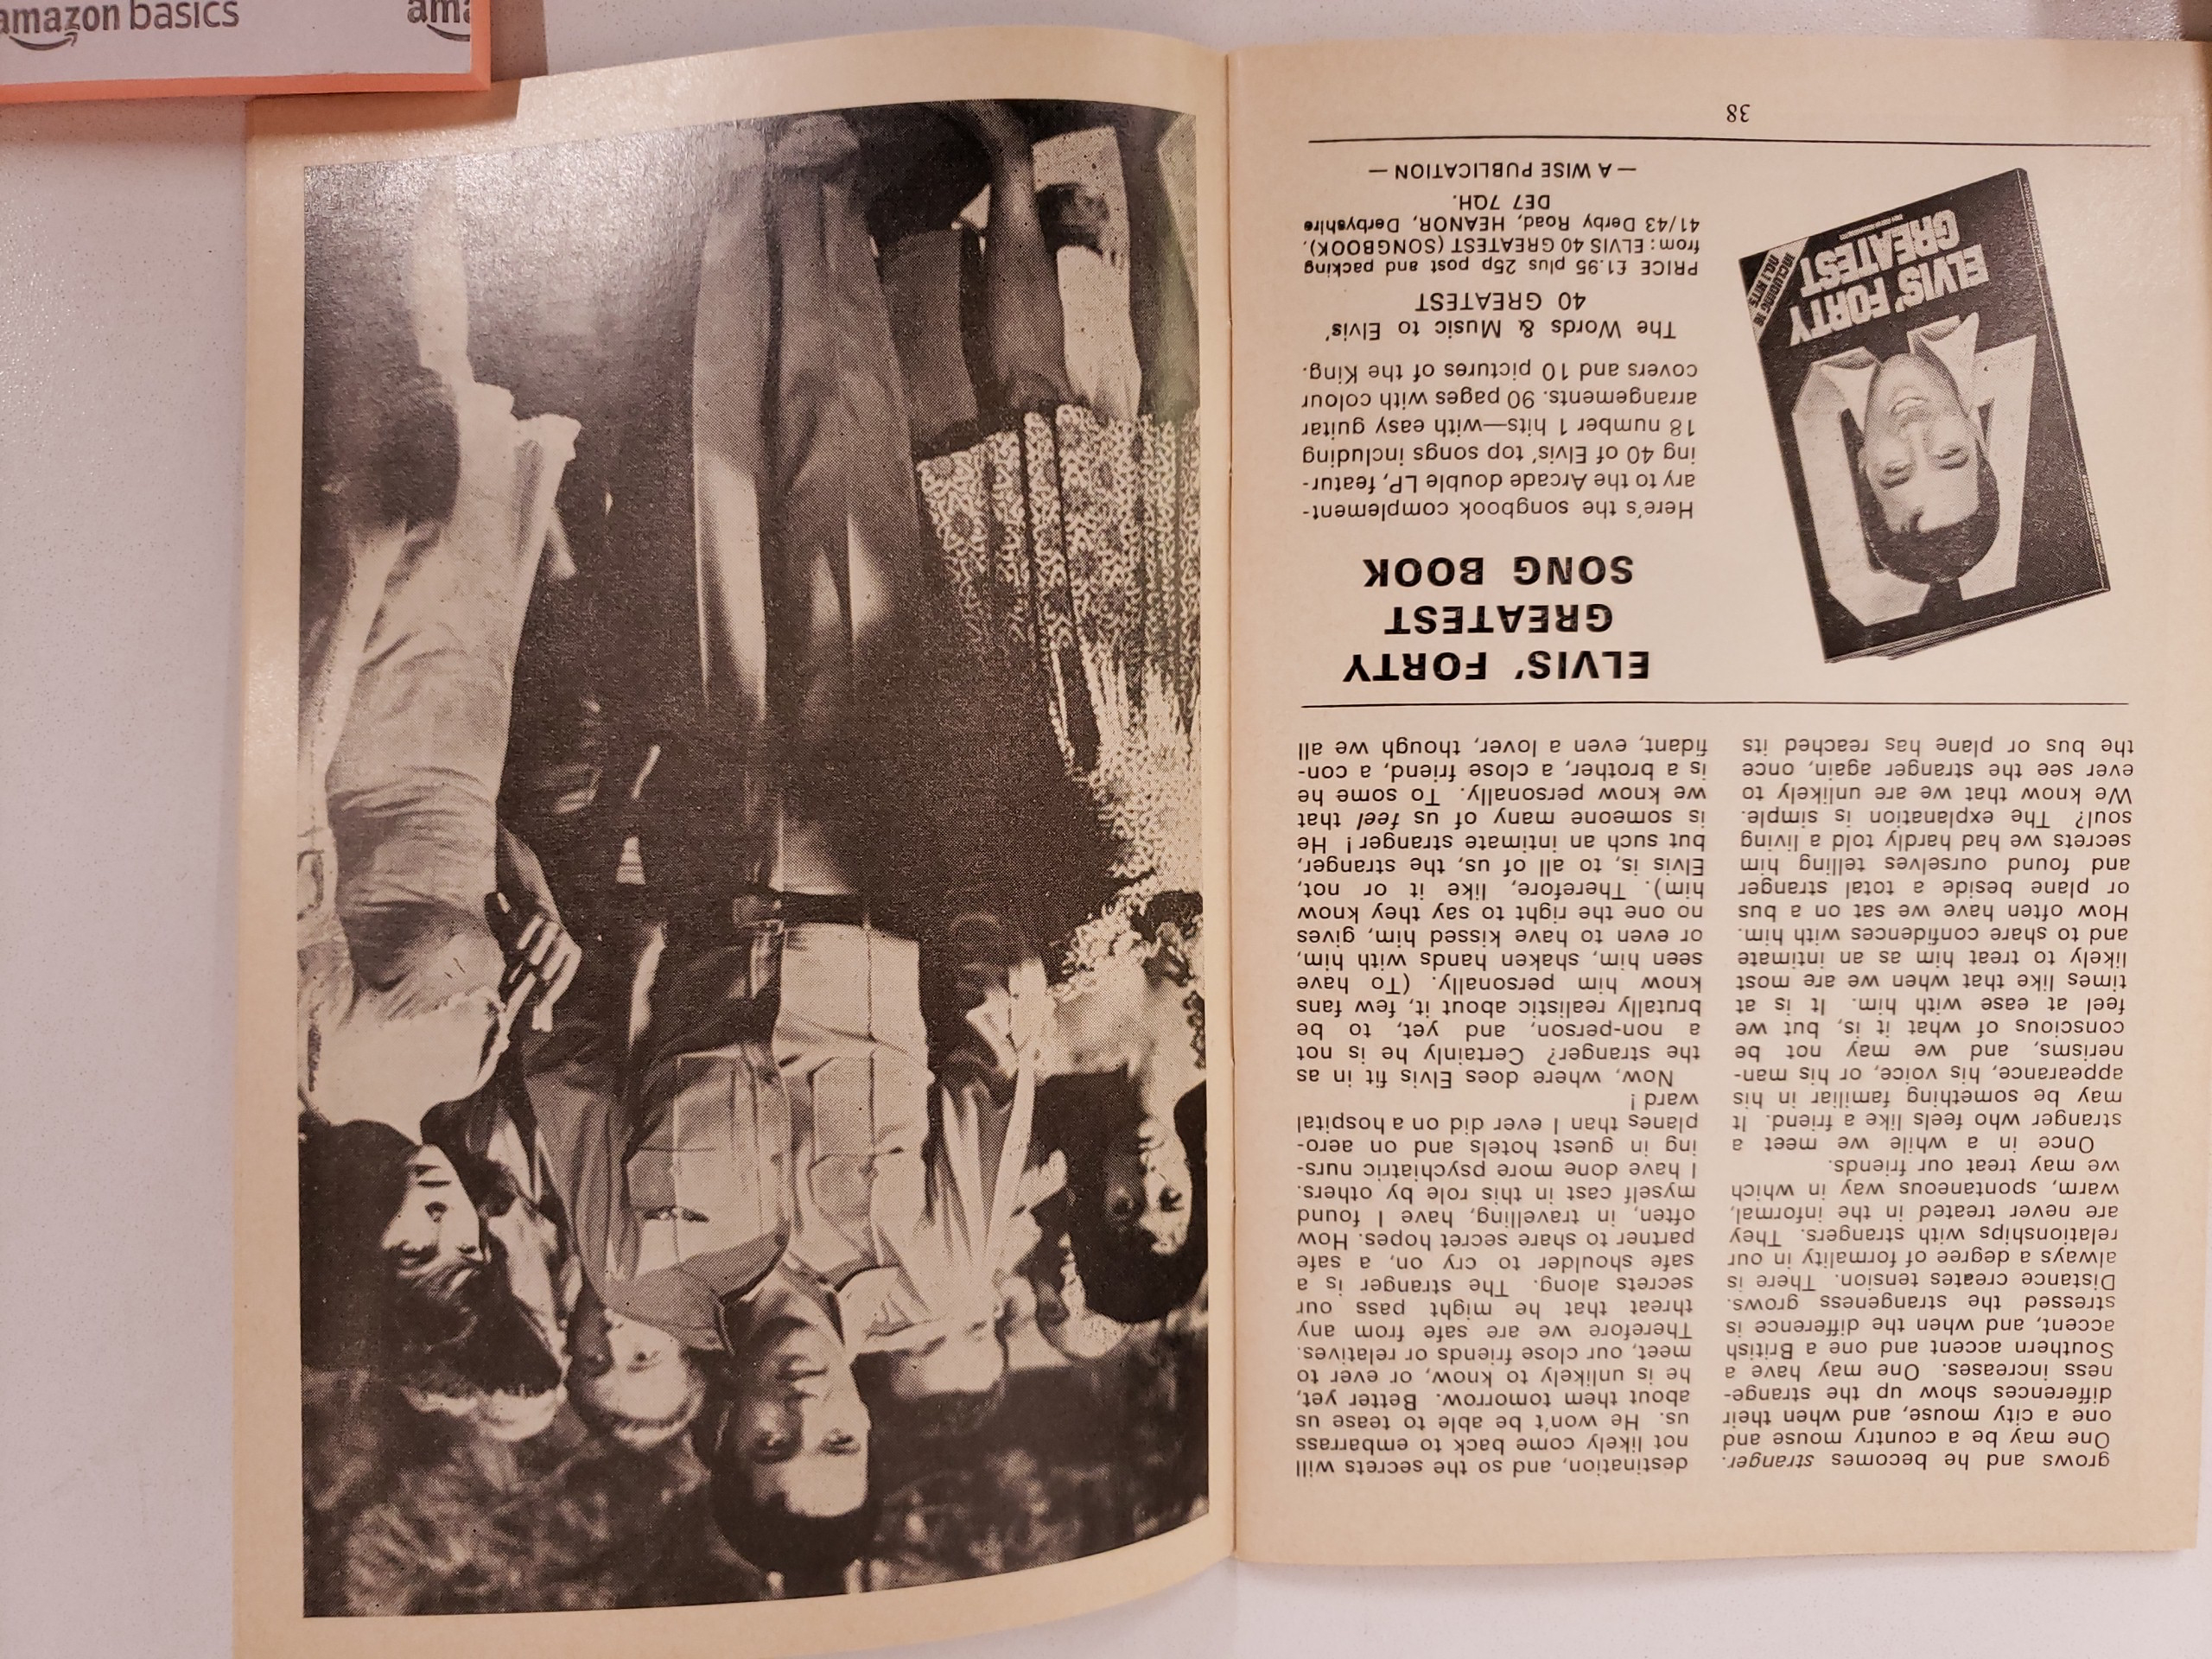 grows and he becomes stranger.
One may be a country mouse and
one a city mouse, and when their
differences show up the strange-
ness increases. One may have a
Southern accent and one a British
accent, and when the difference is
stressed the strangeness grows.
Distance creates tension. There is
always a degree of formality in our
relationships with strangers. They
are never treated in the informal,
warm, spontaneous way in which
we may treat our friends.
Once in a while we meet a
stranger who feels like a friend. It
may be something familiar in his
appearance, his voice, or his man-
nerisms, and we may not be
conscious of what it is, but we
feel at ease with him. It is at
times like that when we are most
likely to treat him as an intimate
and to share confidences with him.
How often have we sat on a bus
or plane beside a total stranger
and found ourselves telling him
secrets we had hardly told a living
soul? The explanation is simple.
We know that we are unlikely to
ever see the stranger again, once
the bus or plane has reached its
destination, and so the secrets will
not likely come back to embarrass
us. He won't be able to tease us
about them tomorrow. Better yet,
he is unlikely to know, or ever to
meet, our close friends or relatives.
Therefore we are safe from any
threat that he might pass our
secrets along. The stranger is a
safe shoulder to cry on, a safe
partner to share secret hopes. How
often, in travelling, have I found
myself cast in this role by others.
I have done more psychiatric nurs-
ing in guest hotels and on aero-
planes than I ever did on a hospital
ward!
Now, where does Elvis fit in as
the stranger? Certainly he is not
a non-person, and yet, to be
brutally realistic about it, few fans
know him personally. (To have
seen him, shaken hands with him,
or even to have kissed him, gives
no one the right to say they know
him). Therefore, like it or not,
Elvis is, to all of us, the stranger,
but such an intimate stranger! He
is someone many of us feel that
we know personally. To some he
is a brother, a close friend, a con-
fidant, even a lover, though we all
ELVIS' FORTY
GREATEST
INCLUDING 18
NO.1 HITS
ELVIS' FORTY
GREATEST
SONG BOOK
Here's the songbook complement-
ary to the Arcade double LP, featur-
ing 40 of Elvis' top songs including
18 number 1 hits—with easy guitar
arrangements. 90 pages with colour
covers and 10 pictures of the King.
The Words & Music to Elvis'
40 GREATEST
PRICE £1.95 plus 25p post and packing
from: ELVIS 40 GREATEST (SONGBOOK),
41/43 Derby Road, HEANOR, Derbyshire
DE7 7QH.
— A WISE PUBLICATION —
38
amazon basics
ama